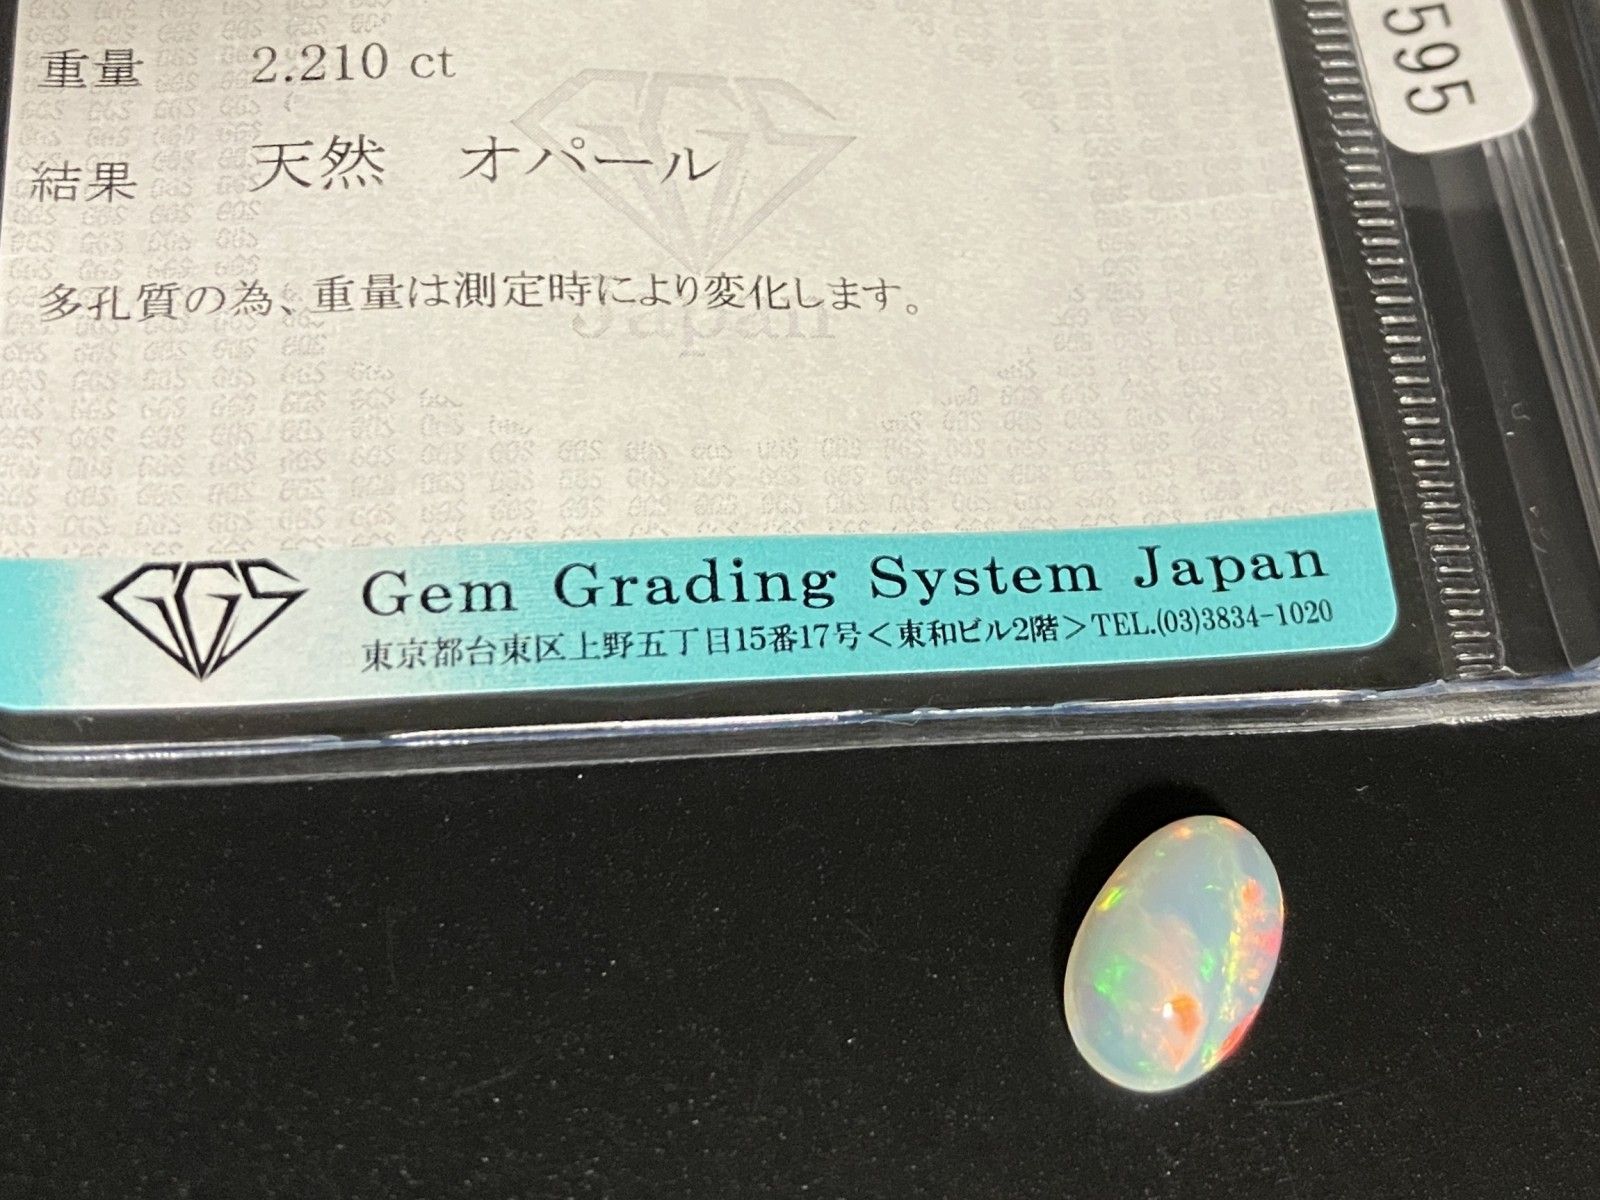 重量 2.210 ct
結果 天然 オパール
多孔質の為、重量は測定時により変化します。
Japan
GGS Gem Grading System Japan
東京都台東区上野五丁目15番17号<東和ビル2階>TEL.(03)3834-1020
595